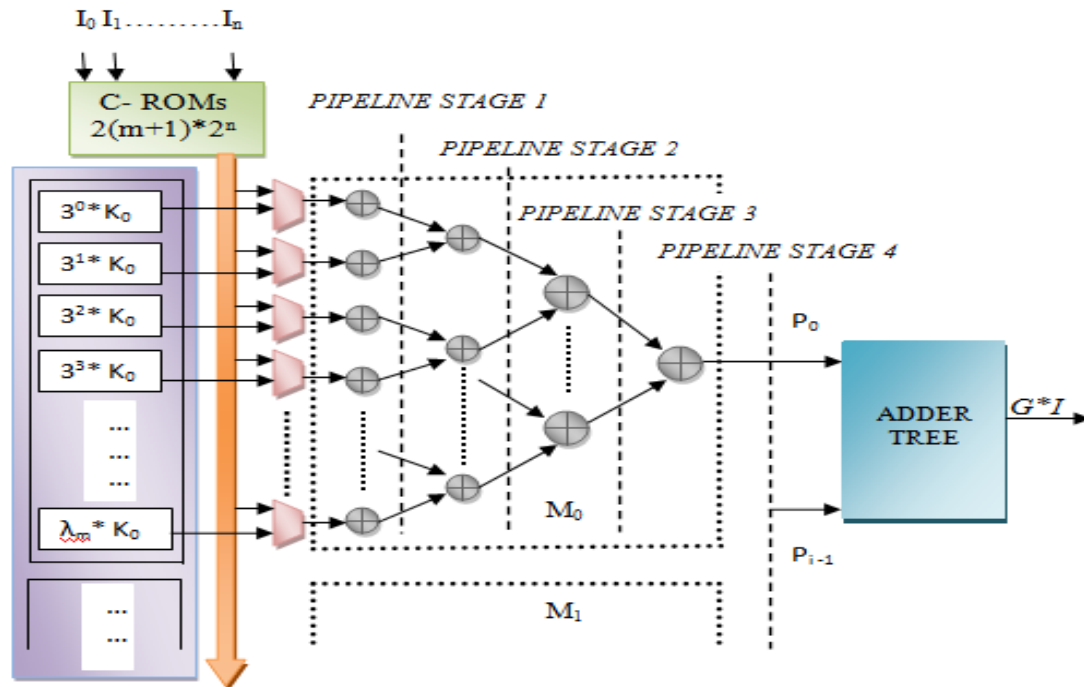 I₀ I₁ ......... Iₙ
C- ROMs
2(m+1)*2ⁿ
PIPELINE STAGE 1
PIPELINE STAGE 2
PIPELINE STAGE 3
PIPELINE STAGE 4
3⁰* K₀
3¹* K₀
3²* K₀
3³* K₀
...
...
...
λₘ* K₀
...
...
M₀
M₁
P₀
Pᵢ₋₁
ADDER
TREE
G*I